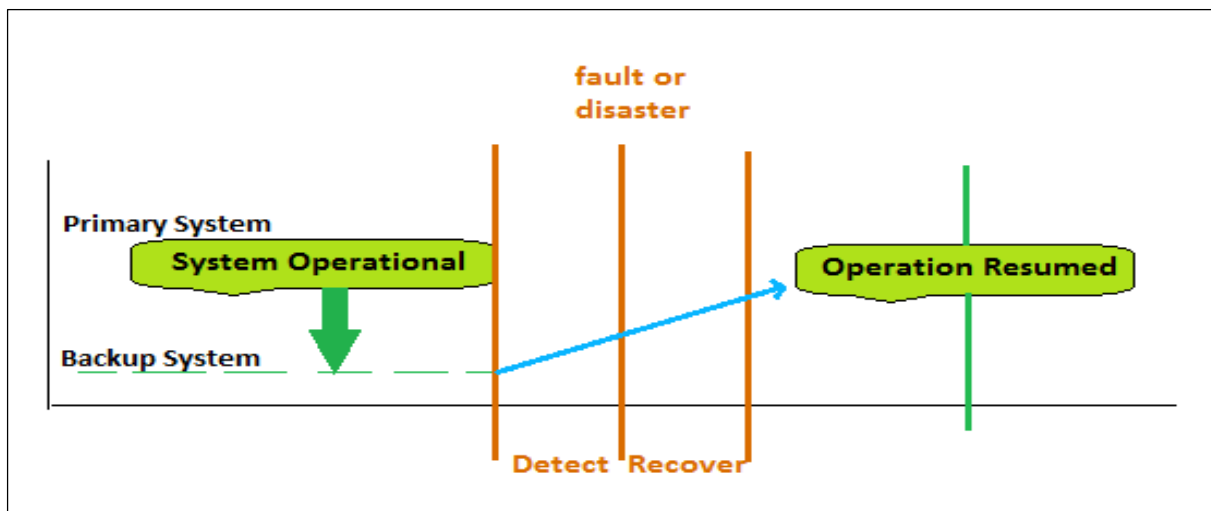 fault or
disaster
Primary System
System Operational
Operation Resumed
Backup System
Detect
Recover